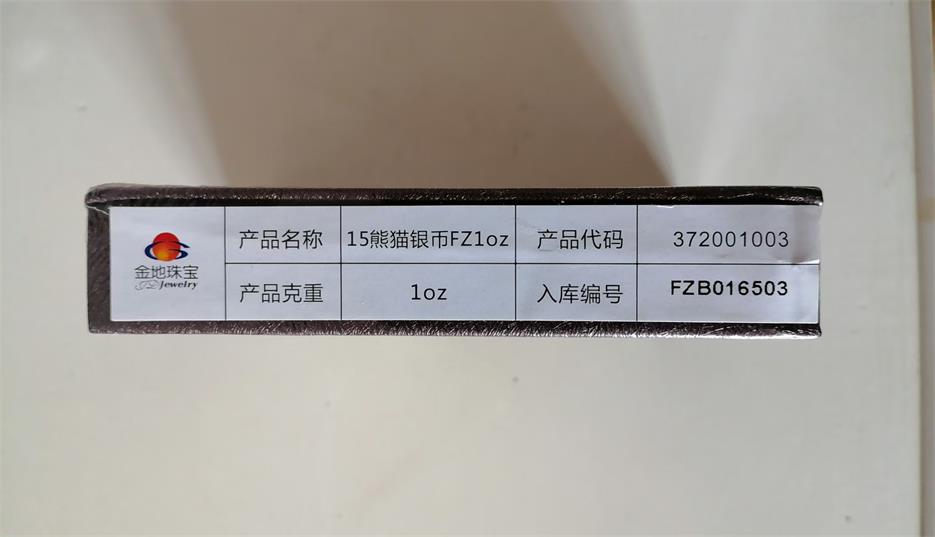 金地珠宝
Jewelry
产品名称 15熊猫银币FZ1oz 产品代码 372001003
产品克重 1oz 入库编号 FZB016503